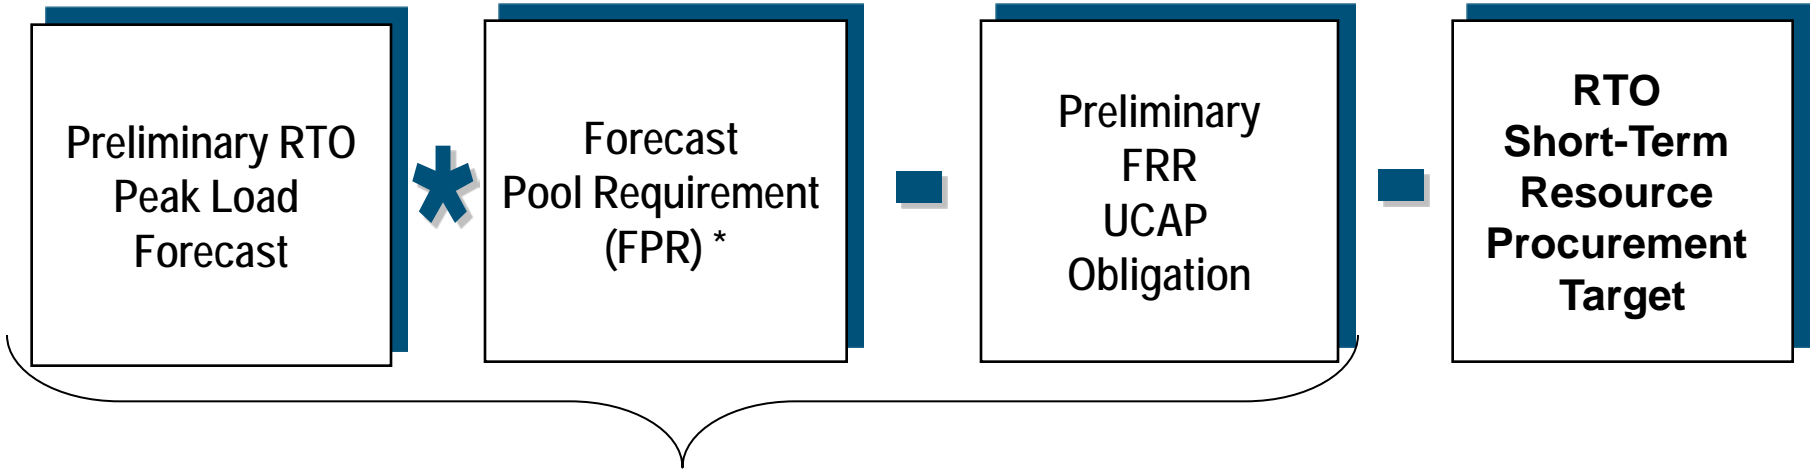 Preliminary RTO
Peak Load
Forecast
*
Forecast
Pool Requirement
(FPR) *
-
Preliminary
FRR
UCAP
Obligation
-
RTO
Short-Term
Resource
Procurement
Target